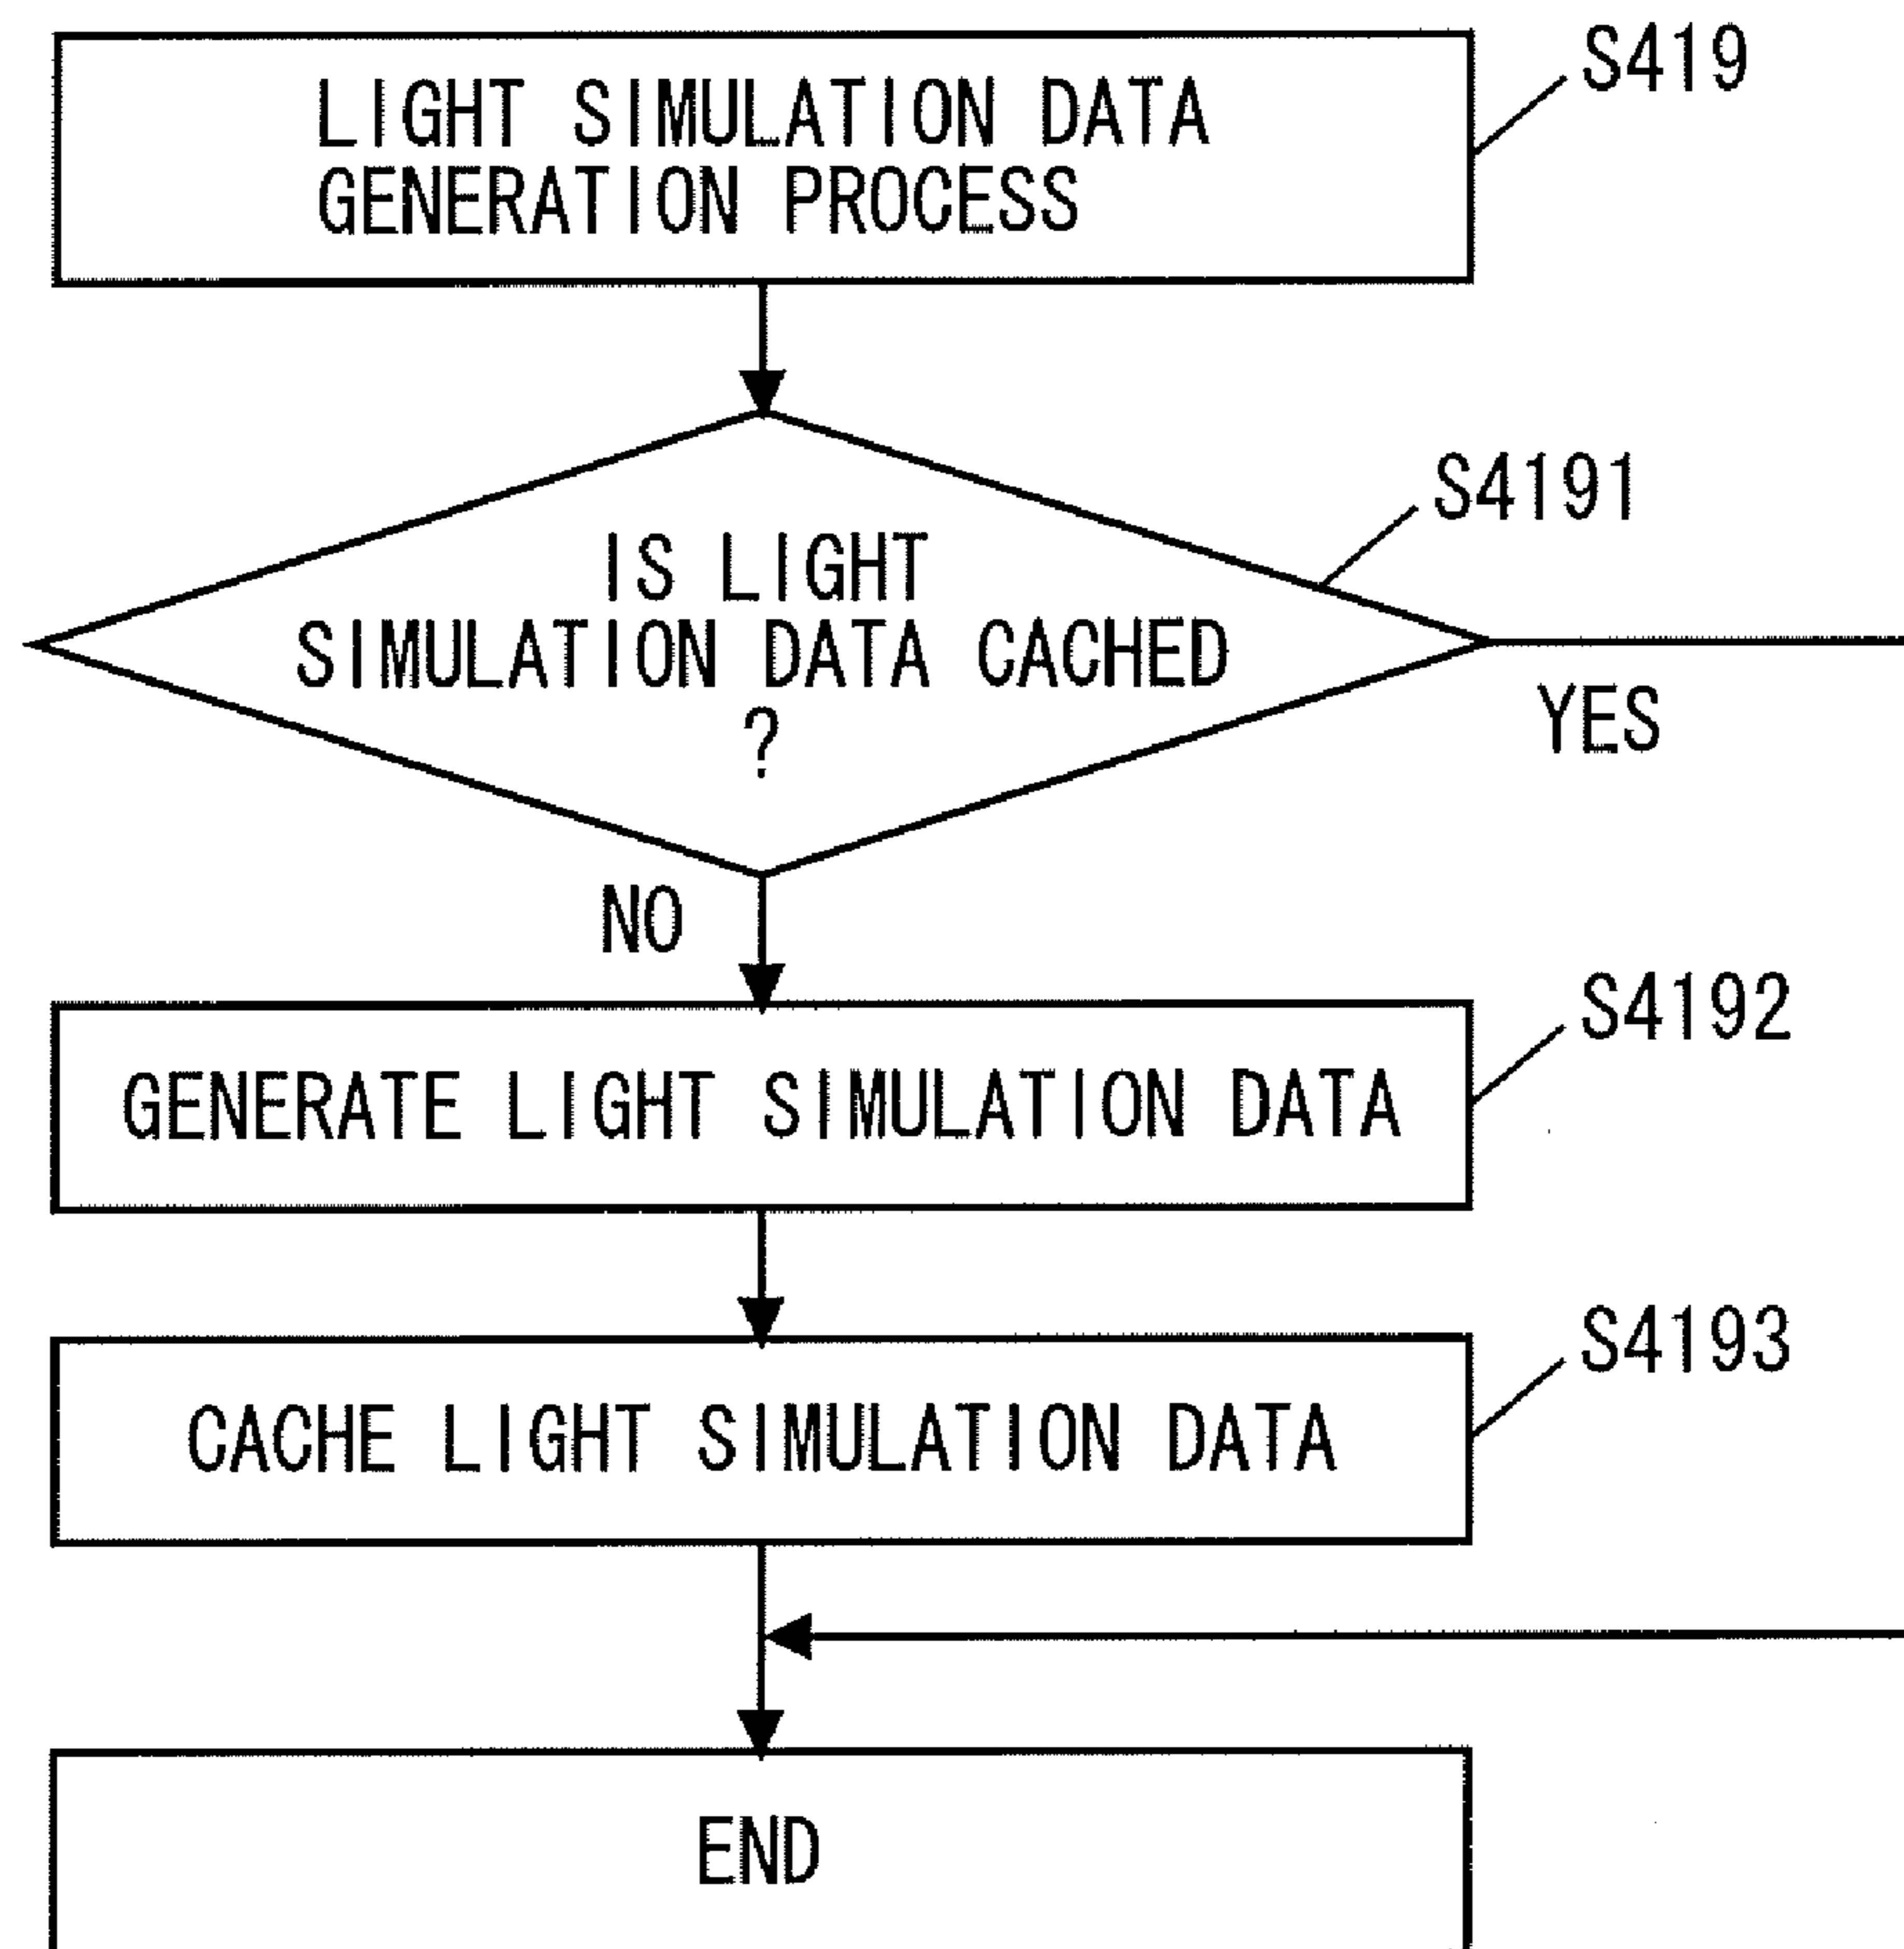 LIGHT SIMULATION DATA
GENERATION PROCESS
S419
IS LIGHT
SIMULATION DATA CACHED
?
S4191
YES
NO
GENERATE LIGHT SIMULATION DATA
S4192
CACHE LIGHT SIMULATION DATA
S4193
END